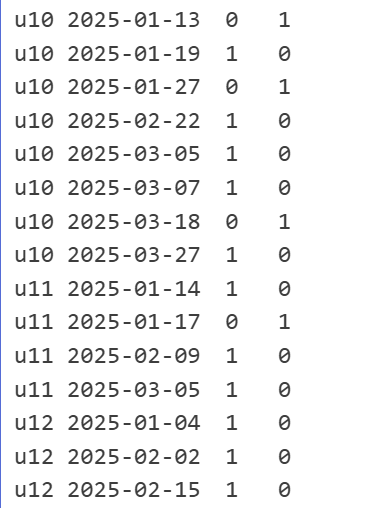 u10 2025-01-13  0   1
u10 2025-01-19  1   0
u10 2025-01-27  0   1
u10 2025-02-22  1   0
u10 2025-03-05  1   0
u10 2025-03-07  1   0
u10 2025-03-18  0   1
u10 2025-03-27  1   0
u11 2025-01-14  1   0
u11 2025-01-17  0   1
u11 2025-02-09  1   0
u11 2025-03-05  1   0
u12 2025-01-04  1   0
u12 2025-02-02  1   0
u12 2025-02-15  1   0